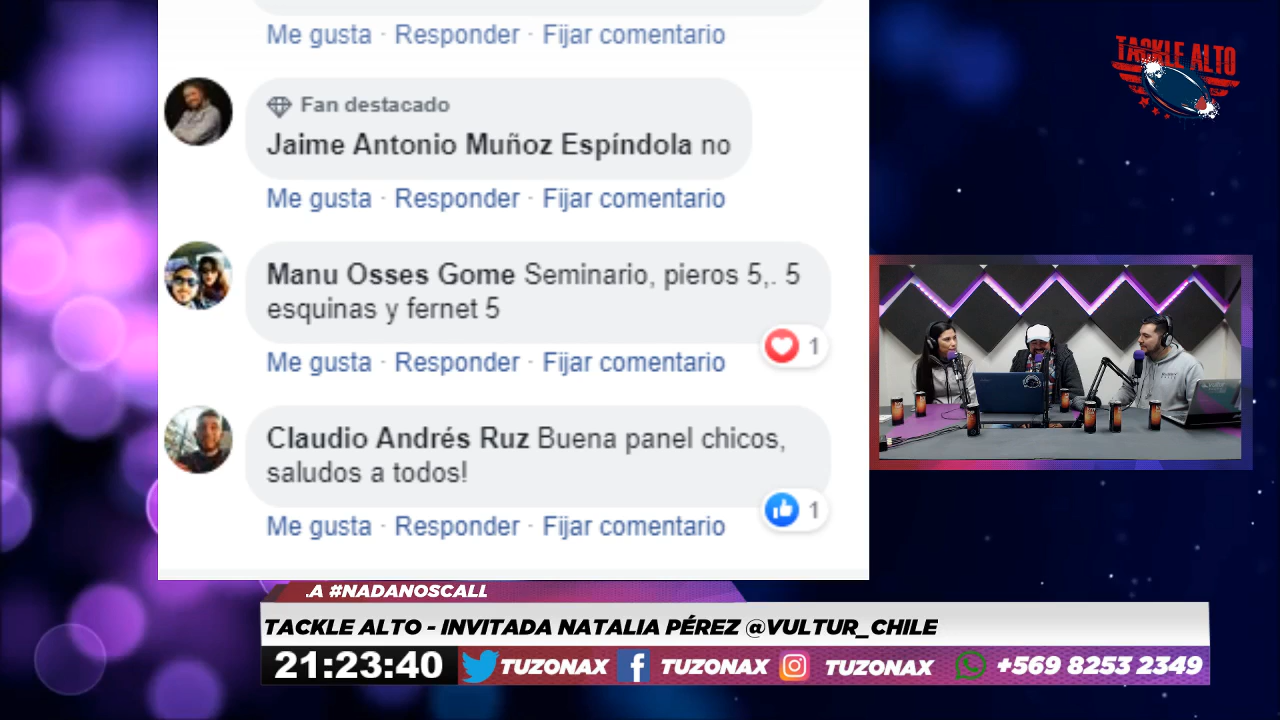 Me gusta · Responder · Fijar comentario
TACKLE ALTO
Fan destacado
Jaime Antonio Muñoz Espíndola no
Me gusta · Responder · Fijar comentario
Manu Osses Gome Seminario, pieros 5,. 5
esquinas y fernet 5
1
Me gusta · Responder · Fijar comentario
Claudio Andrés Ruz Buena panel chicos,
saludos a todos!
1
Me gusta · Responder · Fijar comentario
.A #NADANOSCALL
TACKLE ALTO - INVITADA NATALIA PÉREZ @VULTUR_CHILE
21:23:40 TUZONAX TUZONAX TUZONAX +569 8253 2349